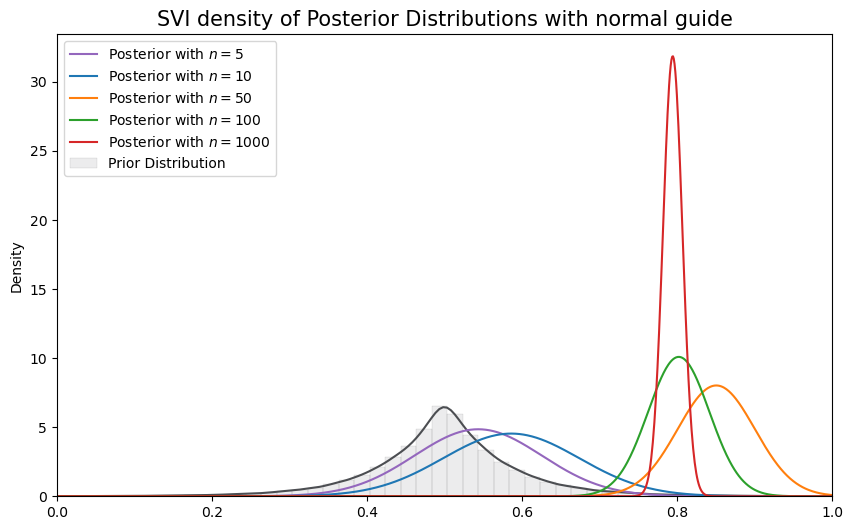 SVI density of Posterior Distributions with normal guide
Posterior with n = 5
Posterior with n = 10
Posterior with n = 50
Posterior with n = 100
Posterior with n = 1000
Prior Distribution
Density
30
25
20
15
10
5
0
0.0 0.2 0.4 0.6 0.8 1.0